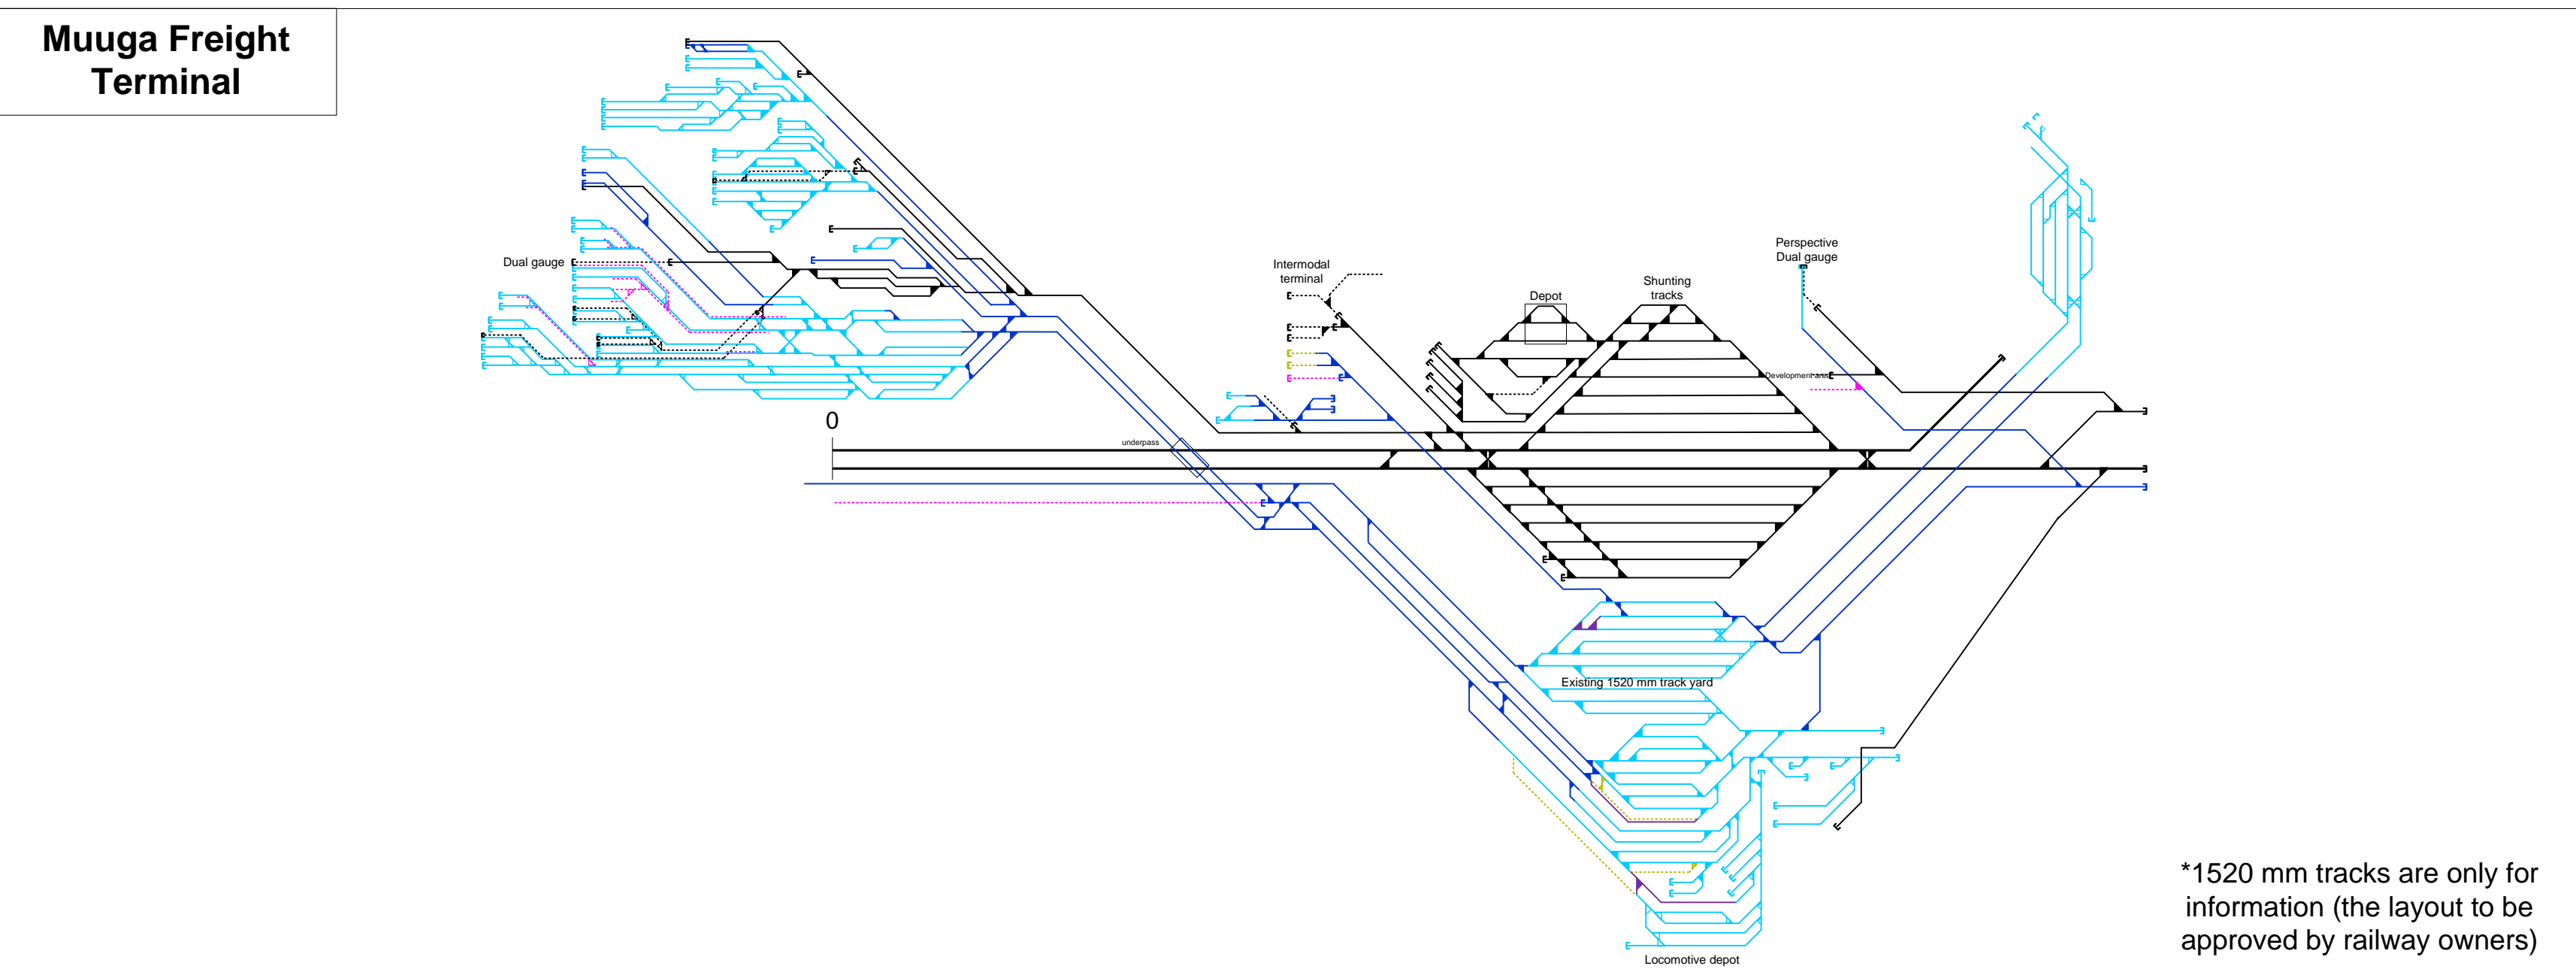 Muuga Freight
Terminal
Perspective
Dual gauge
Dual gauge
Intermodal
terminal
Shunting
tracks
Depot
Development area
0
underpass
Existing 1520 mm track yard
*1520 mm tracks are only for
information (the layout to be
approved by railway owners)
Locomotive depot